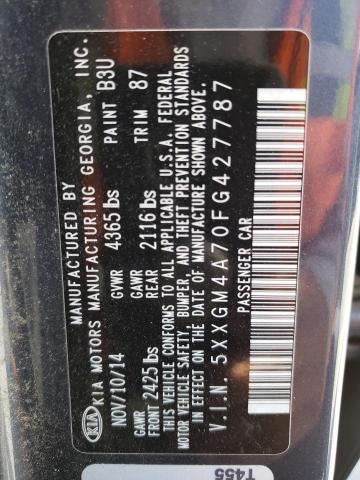 MANUFACTURED BY
KIA KIA MOTORS MANUFACTURING GEORGIA, INC.
NOV/10/14 GVWR 4365 lbs PAINT B3U
GAWR FRONT 2425 lbs GAWR REAR 2116 lbs TRIM 87
THIS VEHICLE CONFORMS TO ALL APPLICABLE U.S.A. FEDERAL
MOTOR VEHICLE SAFETY, BUMPER, AND THEFT PREVENTION STANDARDS
IN EFFECT ON THE DATE OF MANUFACTURE SHOWN ABOVE.
V.I.N. 5XXGM4A70FG427787
PASSENGER CAR
T455